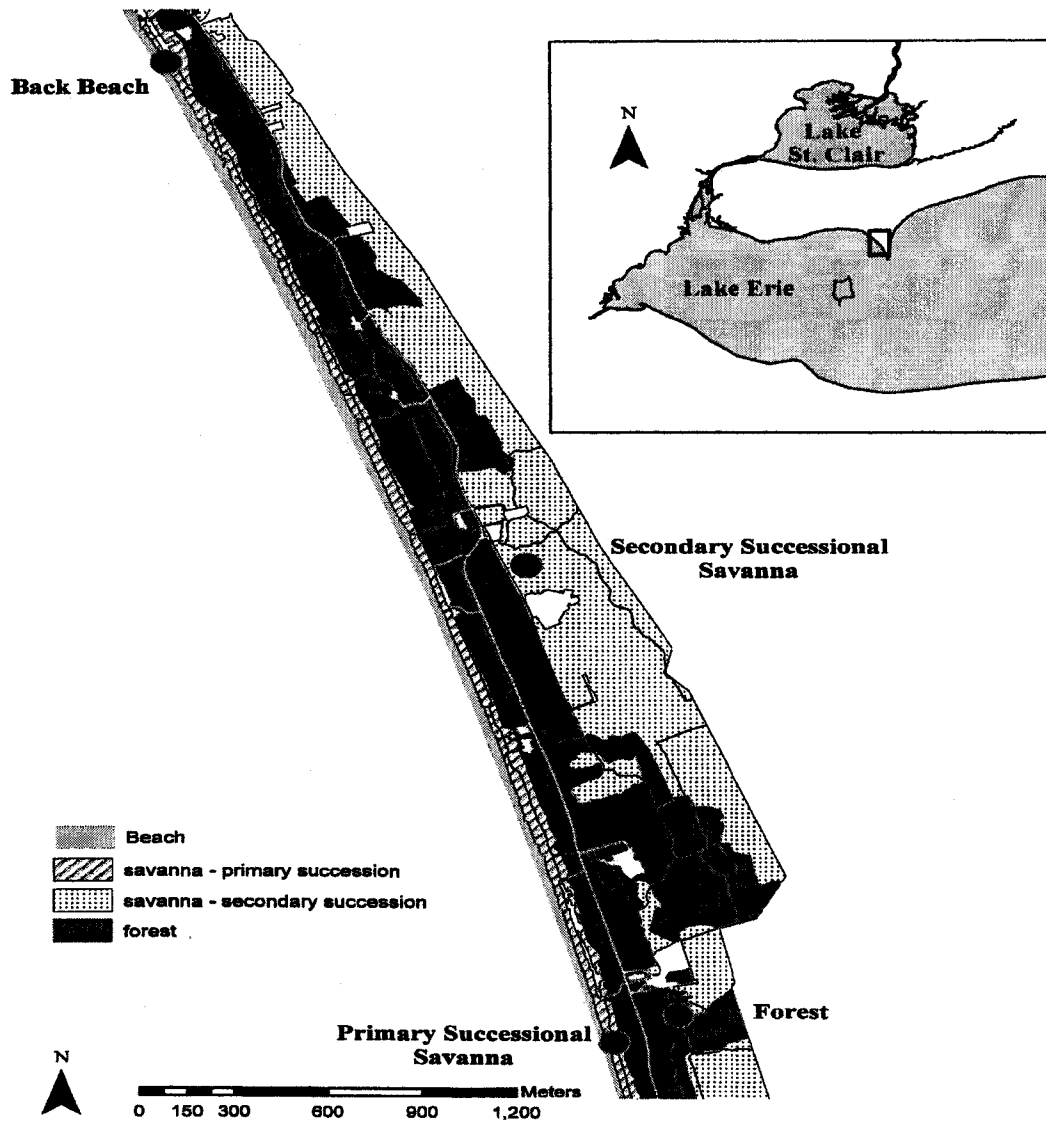 Back Beach
N
Lake
St. Clair
Lake Erie
Secondary Successional
Savanna
Beach
savanna - primary succession
savanna - secondary succession
forest
Forest
Primary Successional
Savanna
N
Meters
0 150 300 600 900 1,200